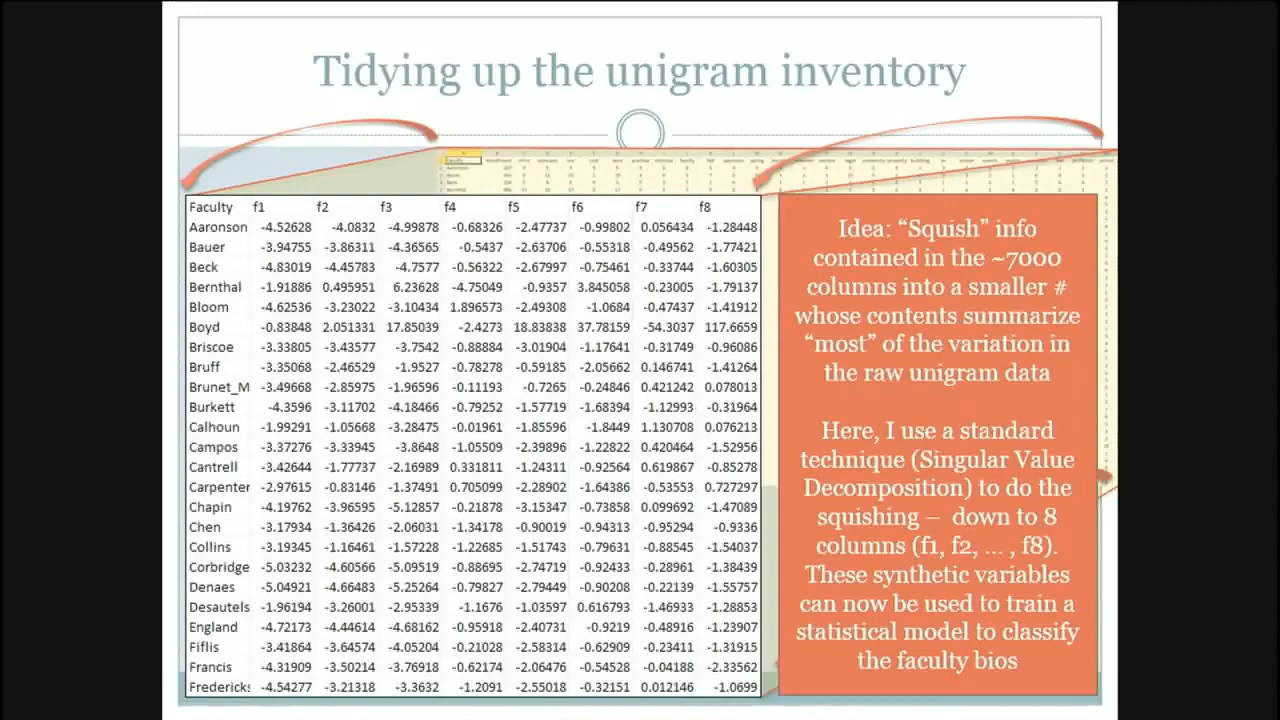 Tidying up the unigram inventory
Faculty f1 f2 f3 f4 f5 f6 f7 f8
Aaronson -4.52628 -4.0832 -4.99878 -0.68326 -2.47737 -0.99802 0.056434 -1.28448
Bauer -3.94755 -3.86311 -4.36565 -0.5437 -2.63706 -0.55318 -0.49562 -1.77421
Beck -4.83019 -4.45783 -4.7577 -0.56322 -2.67997 -0.75461 -0.33744 -1.60305
Bernthal -1.91886 0.495951 6.23628 -4.75049 -0.9357 3.845058 -0.23005 -1.79137
Bloom -4.62536 -3.23022 -3.10434 1.896573 -2.49308 -1.0684 -0.47437 -1.41912
Boyd -0.83848 2.051331 17.85039 -2.4273 18.83838 37.78159 -54.3037 117.6659
Briscoe -3.33805 -3.43577 -3.7542 -0.88884 -3.01904 -1.17641 -0.31749 -0.96086
Bruff -3.35068 -2.46529 -1.9527 -0.78278 -0.59185 -2.05662 0.146741 -1.41264
Brunet_M -3.49668 -2.85975 -1.96596 -0.11193 -0.7265 -0.24846 0.421242 0.078013
Burkett -4.3596 -3.11702 -4.18466 -0.79252 -1.57719 -1.68394 -1.12993 -0.31964
Calhoun -1.99291 -1.05668 -3.28475 -0.01961 -1.85596 -1.8449 1.130708 0.076213
Campos -3.37276 -3.33945 -3.8648 -1.05509 -2.39896 -1.22822 0.420464 -1.52956
Cantrell -3.42644 -1.77737 -2.16989 0.331811 -1.24311 -0.92564 0.619867 -0.85278
Carpenter -2.97615 -0.83146 -1.37491 0.705099 -2.28902 -1.64386 -0.53553 0.727297
Chapin -4.19762 -3.96595 -5.12857 -0.21878 -3.15347 -0.73858 0.099692 -1.47089
Chen -3.17934 -1.36426 -2.06031 -1.34178 -0.90019 -0.94313 -0.95294 -0.9336
Collins -3.19345 -1.16461 -1.57228 -1.22685 -1.51743 -0.79631 -0.88545 -1.54037
Corbridge -5.03232 -4.60566 -5.09519 -0.88695 -2.74719 -0.92433 -0.28961 -1.38439
Denaes -5.04921 -4.66483 -5.25264 -0.79827 -2.79449 -0.90208 -0.22139 -1.55757
Desautels -1.96194 -3.26001 -2.95339 -1.1676 -1.03597 0.616793 -1.46933 -1.28853
England -4.72173 -4.44614 -4.68162 -0.95918 -2.40731 -0.9219 -0.48916 -1.23907
Fiflis -3.41864 -3.64574 -4.05204 -0.21028 -2.58314 -0.62909 -0.23411 -1.31915
Francis -4.31909 -3.50214 -3.76918 -0.62174 -2.06476 -0.54528 -0.04188 -2.33562
Fredericks -4.54277 -3.21318 -3.3632 -1.2091 -2.55018 -0.32151 0.012146 -1.0699
Idea: “Squish” info
contained in the ~7000
columns into a smaller #
whose contents summarize
“most” of the variation in
the raw unigram data
Here, I use a standard
technique (Singular Value
Decomposition) to do the
squishing – down to 8
columns (f1, f2, ... , f8).
These synthetic variables
can now be used to train a
statistical model to classify
the faculty bios